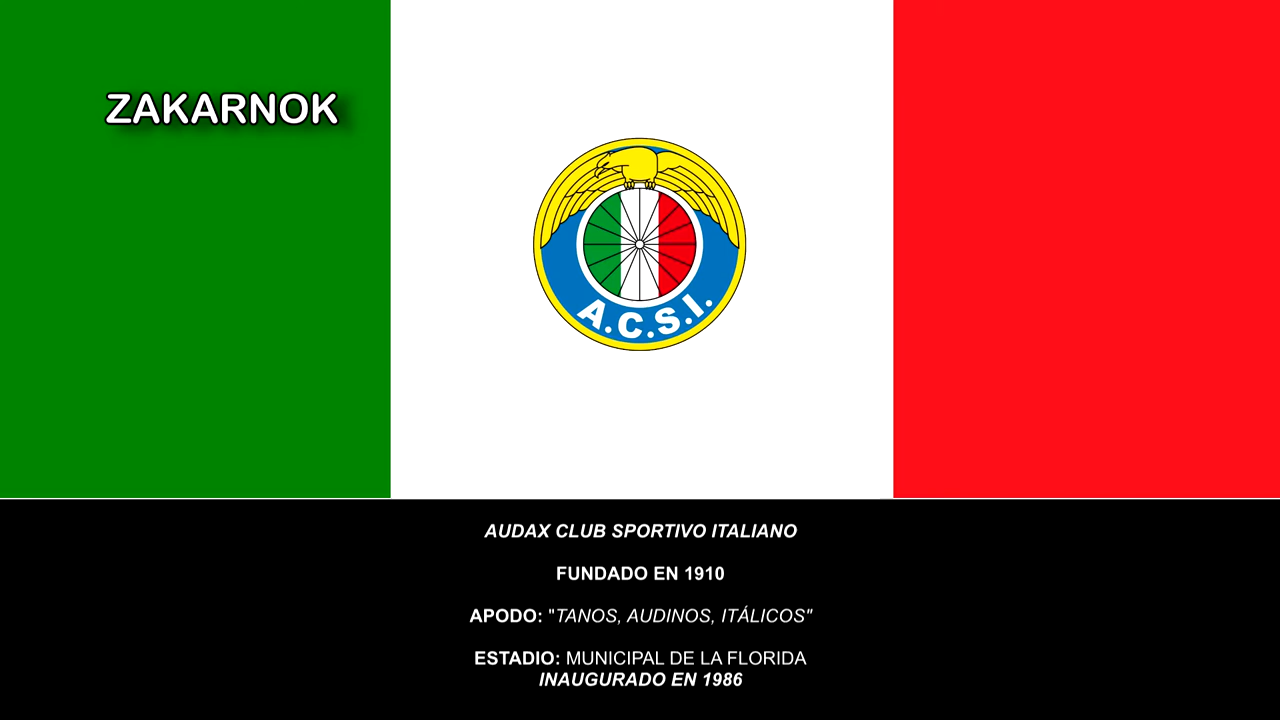 ZAKARNOK
A.C.S.I.
AUDAX CLUB SPORTIVO ITALIANO
FUNDADO EN 1910
APODO: "TANOS, AUDINOS, ITÁLICOS"
ESTADIO: MUNICIPAL DE LA FLORIDA
INAUGURADO EN 1986